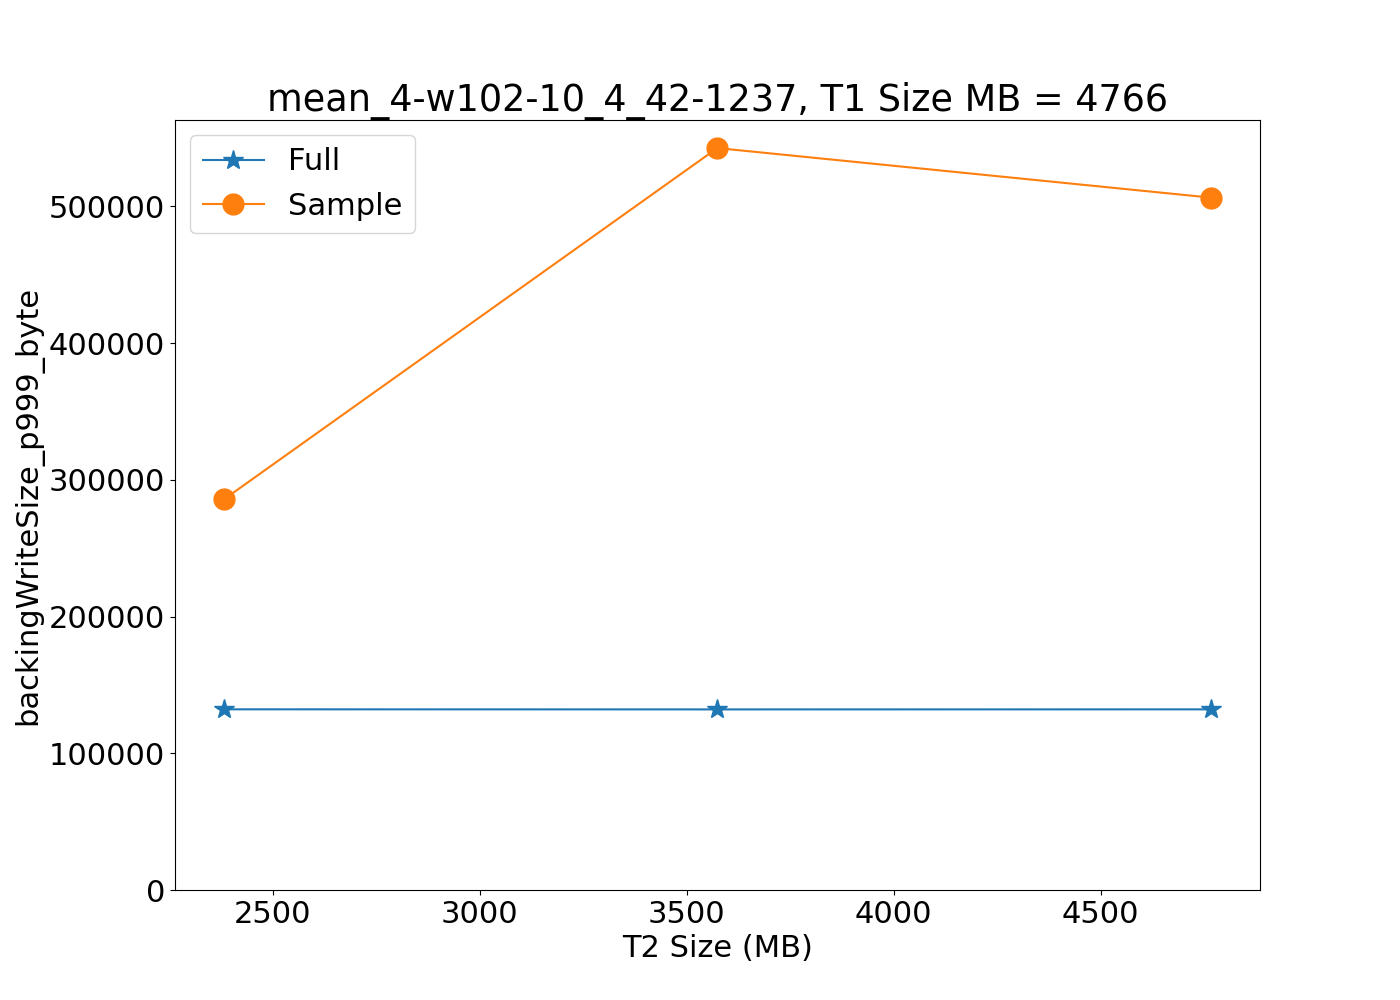 mean_4-w102-10_4_42-1237, T1 Size MB = 4766
Full
Sample
backingWriteSize_p999_byte
500000
400000
300000
200000
100000
0
2500 3000 3500 4000 4500
T2 Size (MB)